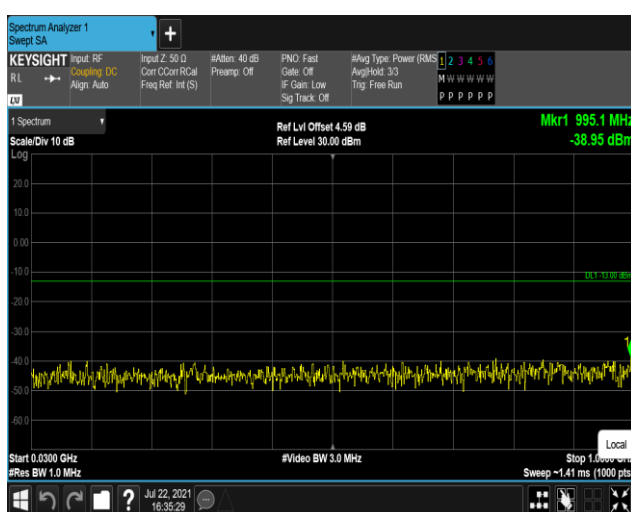 Spectrum Analyzer 1
Swept SA
KEYSIGHT
RL
LXI
Input: RF
Coupling: DC
Align: Auto
Input Z: 50 Ω
Corr CCorr RCal
Freq Ref: Int (S)
#Atten: 40 dB
Preamp: Off
PNO: Fast
Gate: Off
IF Gain: Low
Sig Track: Off
#Avg Type: Power (RMS
Avg|Hold: 3/3
Trig: Free Run
1 2 3 4 5 6
M W W W W W
P P P P P P
1 Spectrum
Scale/Div 10 dB
Log
Ref Lvl Offset 4.59 dB
Ref Level 30.00 dBm
Mkr1 995.1 MHz
-38.95 dBm
20.0
10.0
0.00
-10.0
DL1 -13.00 dBm
-20.0
-30.0
1
-40.0
-50.0
-60.0
Local
Start 0.0300 GHz
#Video BW 3.0 MHz
Stop 1.0000 GHz
#Res BW 1.0 MHz
Sweep ~1.41 ms (1000 pts
?
Jul 22, 2021
16:35:29